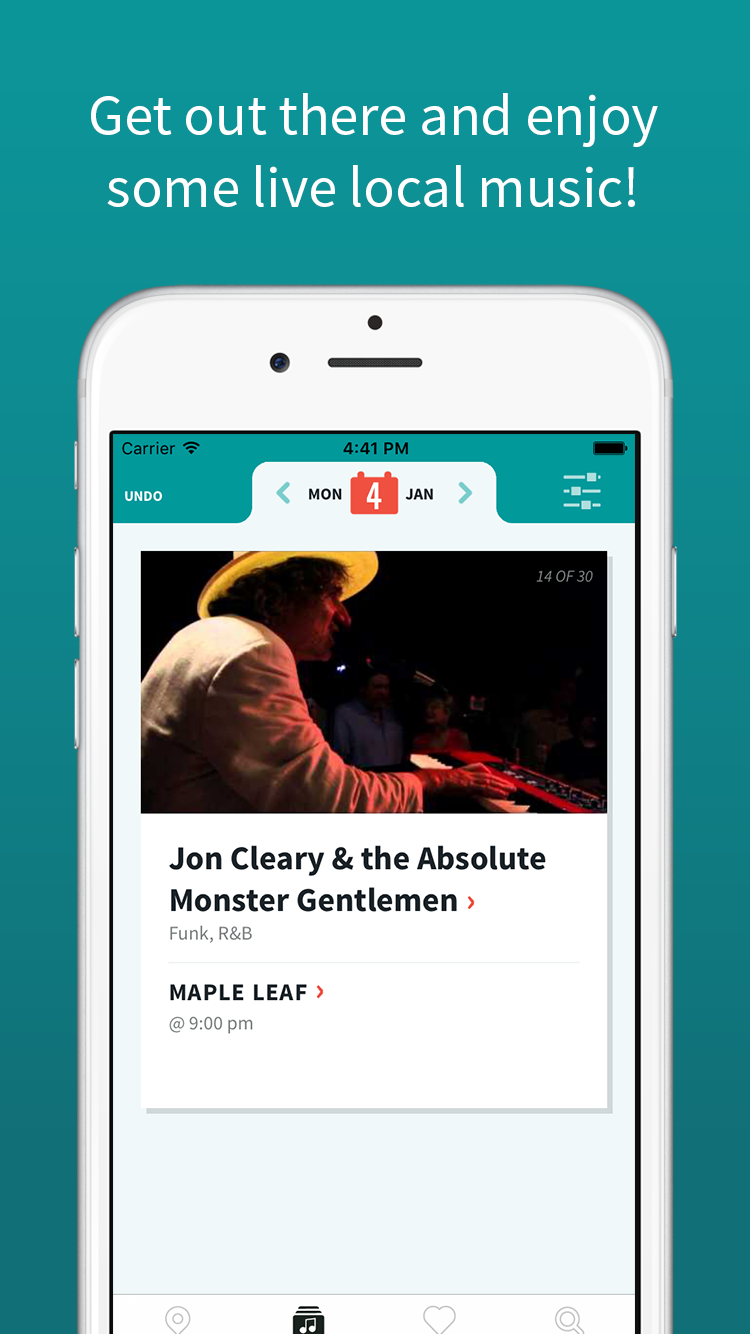 Get out there and enjoy
some live local music!
Carrier 4:41 PM
UNDO MON 4 JAN
14 OF 30
Jon Cleary & the Absolute
Monster Gentlemen ›
Funk, R&B
MAPLE LEAF ›
@ 9:00 pm